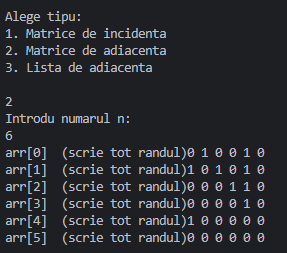 Alege tipu:
1. Matrice de incidenta
2. Matrice de adiacenta
3. Lista de adiacenta
2
Introdu numarul n:
6
arr[0]  (scrie tot randul)0 1 0 0 1 0
arr[1]  (scrie tot randul)1 0 1 0 1 0
arr[2]  (scrie tot randul)0 0 0 1 1 0
arr[3]  (scrie tot randul)0 0 0 0 1 0
arr[4]  (scrie tot randul)1 0 0 0 0 0
arr[5]  (scrie tot randul)0 0 0 0 0 0